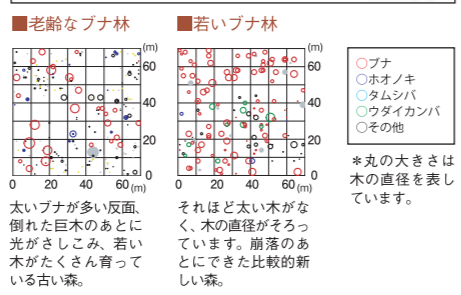 ■老齢なブナ林
■若いブナ林
(m)
60
40
20
0
0 20 40 60 (m)
(m)
60
40
20
0
0 20 40 60 (m)
○ブナ
○ホオノキ
○タムシバ
○ウダイカンバ
○その他
＊丸の大きさは
木の直径を表し
ています。
太いブナが多い反面、
倒れた巨木のあとに
光がさしこみ、若い
木がたくさん育って
いる古い森。
それほど太い木がな
く、木の直径がそろっ
ています。崩落のあ
とにできた比較的新
しい森。